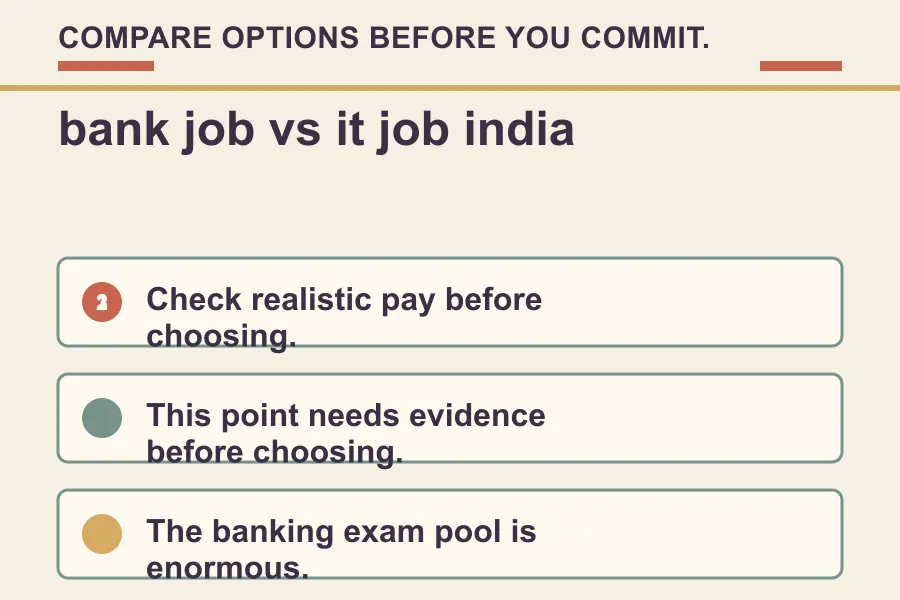 COMPARE OPTIONS BEFORE YOU COMMIT.
bank job vs it job india
Check realistic pay before
choosing.
This point needs evidence
before choosing.
The banking exam pool is
enormous.